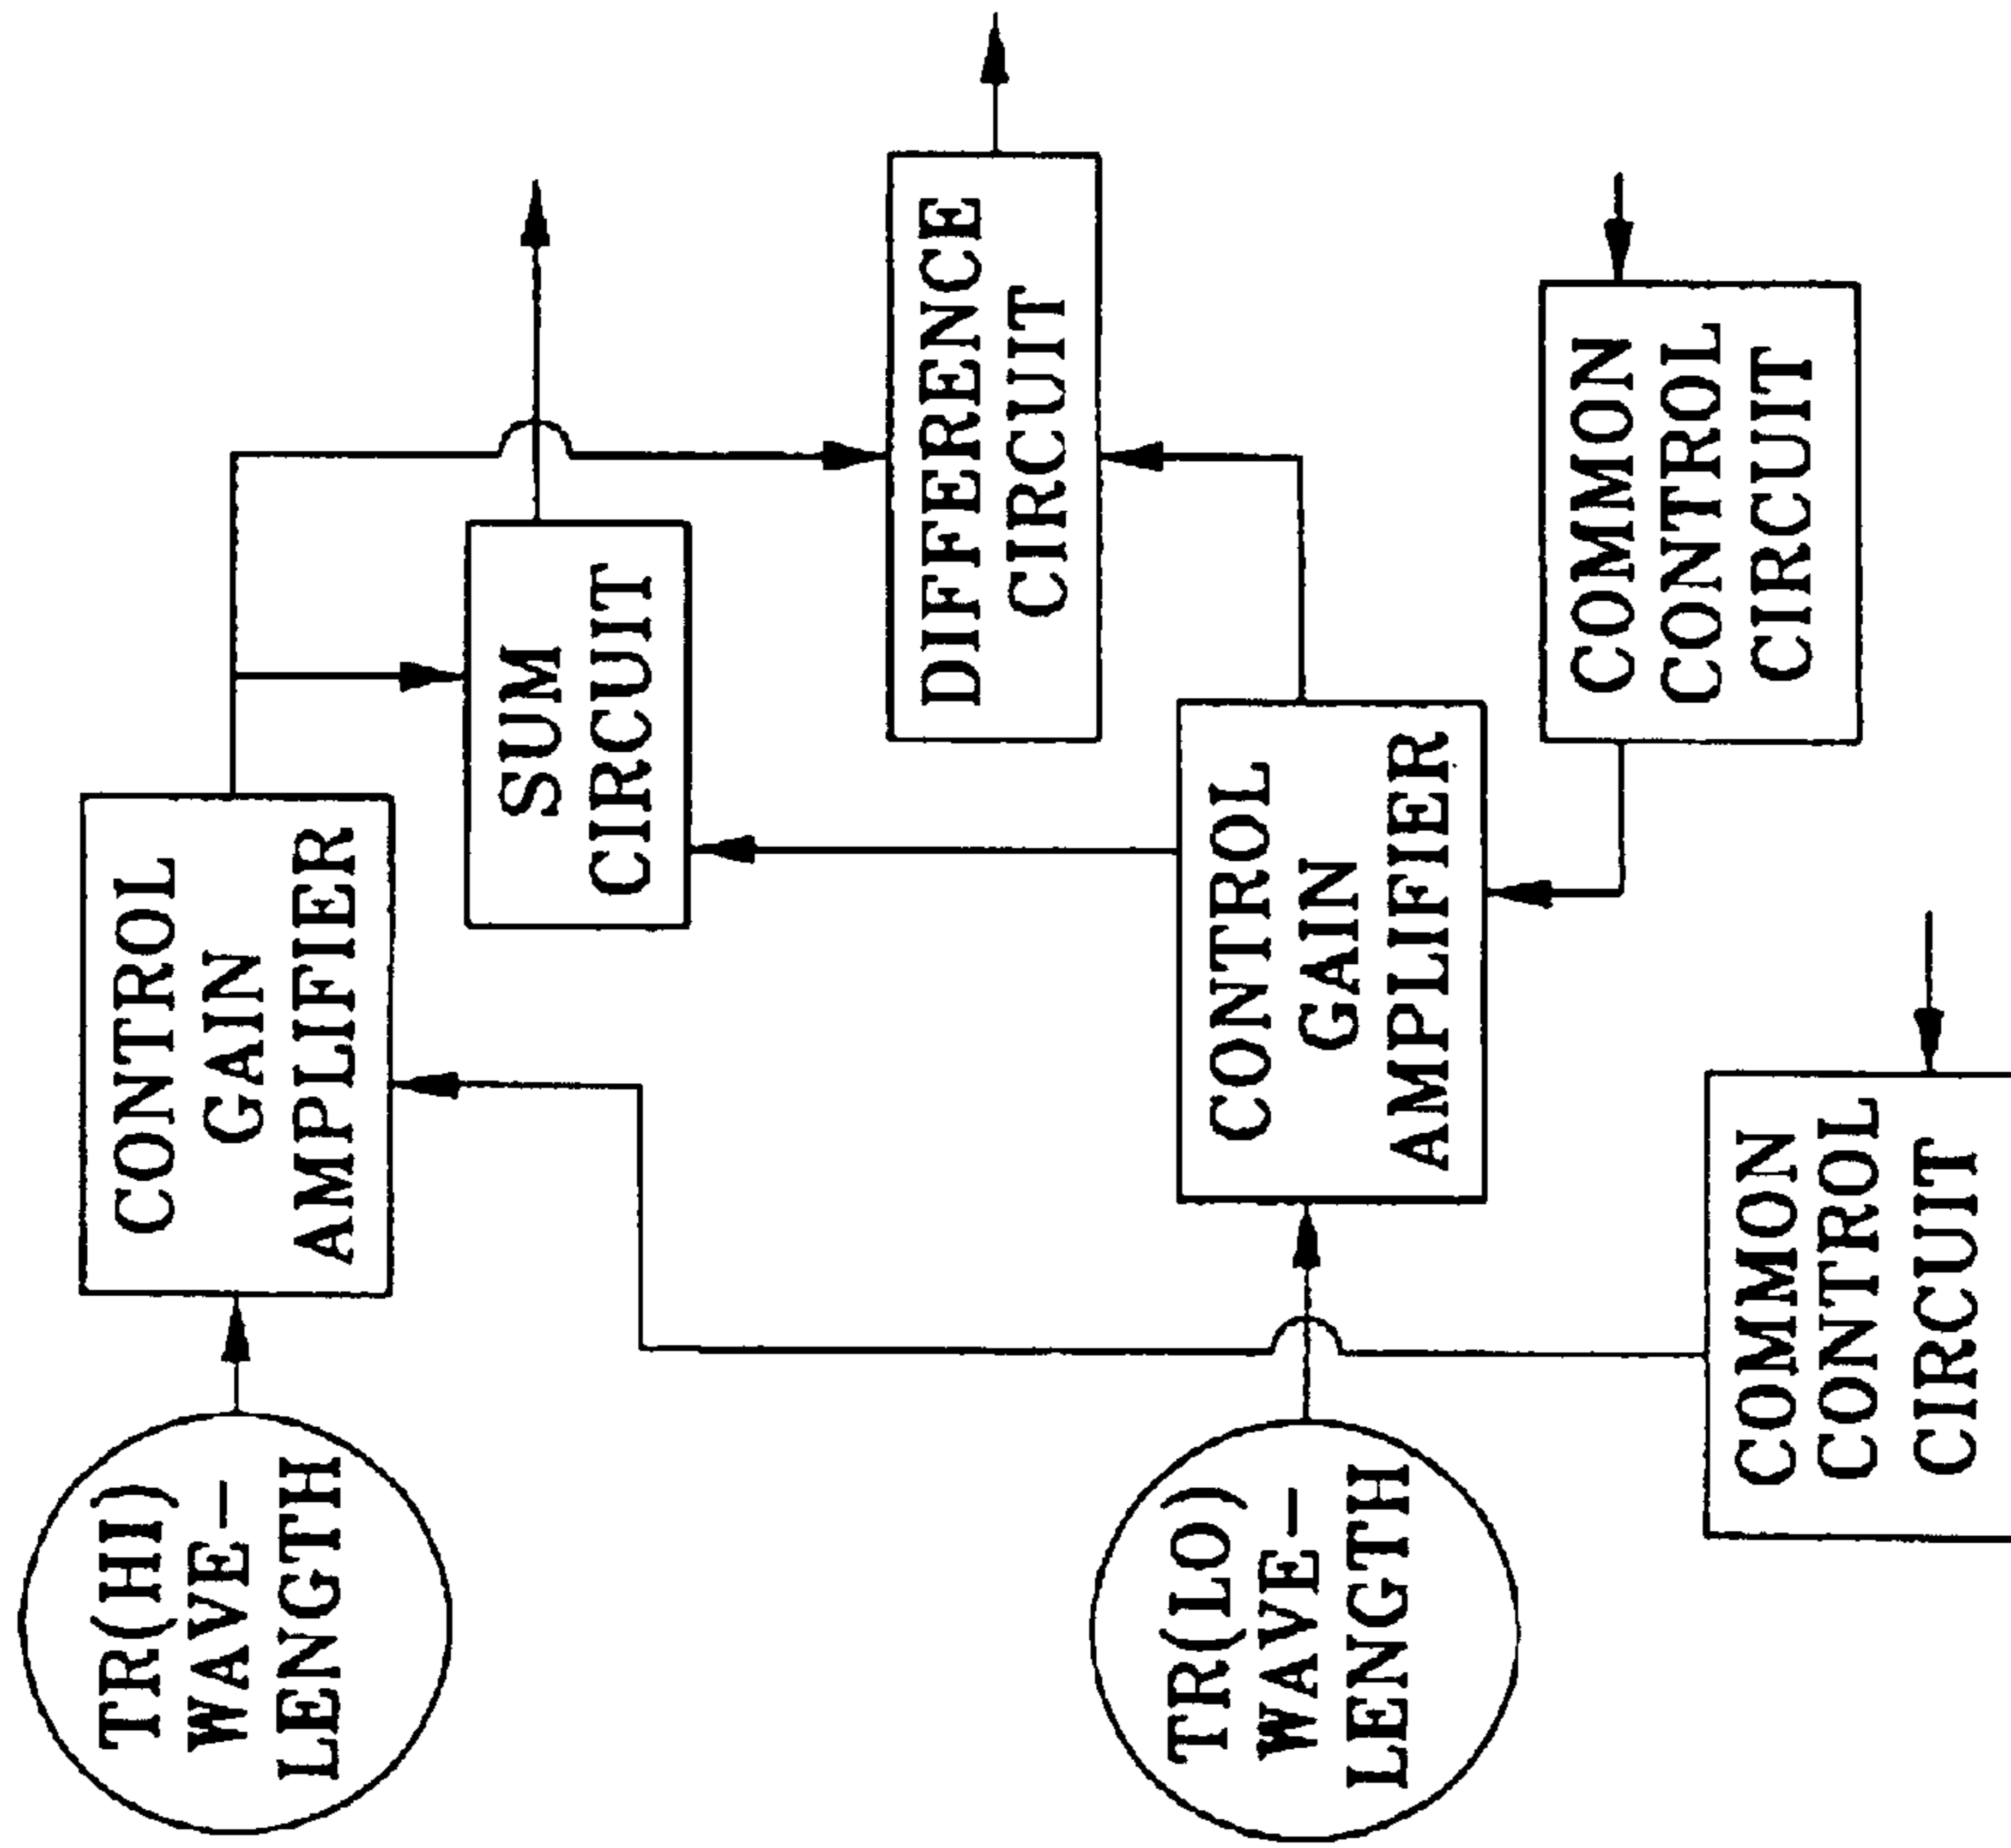 TR(HI)
WAVE-
LENGTH
CONTROL
GAIN
AMPLIFIER
SUM
CIRCUIT
DIFFERENCE
CIRCUIT
TR(LO)
WAVE-
LENGTH
CONTROL
GAIN
AMPLIFIER
COMMON
CONTROL
CIRCUIT
COMMON
CONTROL
CIRCUIT